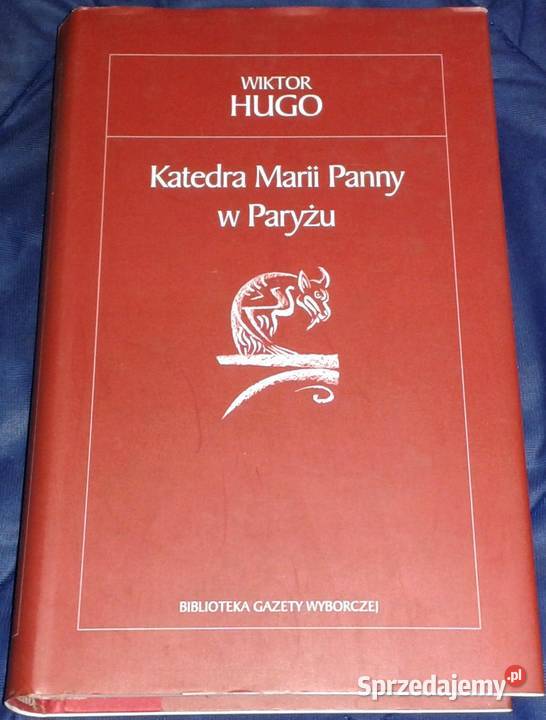 WIKTOR
HUGO
Katedra Marii Panny
w Paryżu
BIBLIOTEKA GAZETY WYBORCZEJ
Sprzedajemy.pl